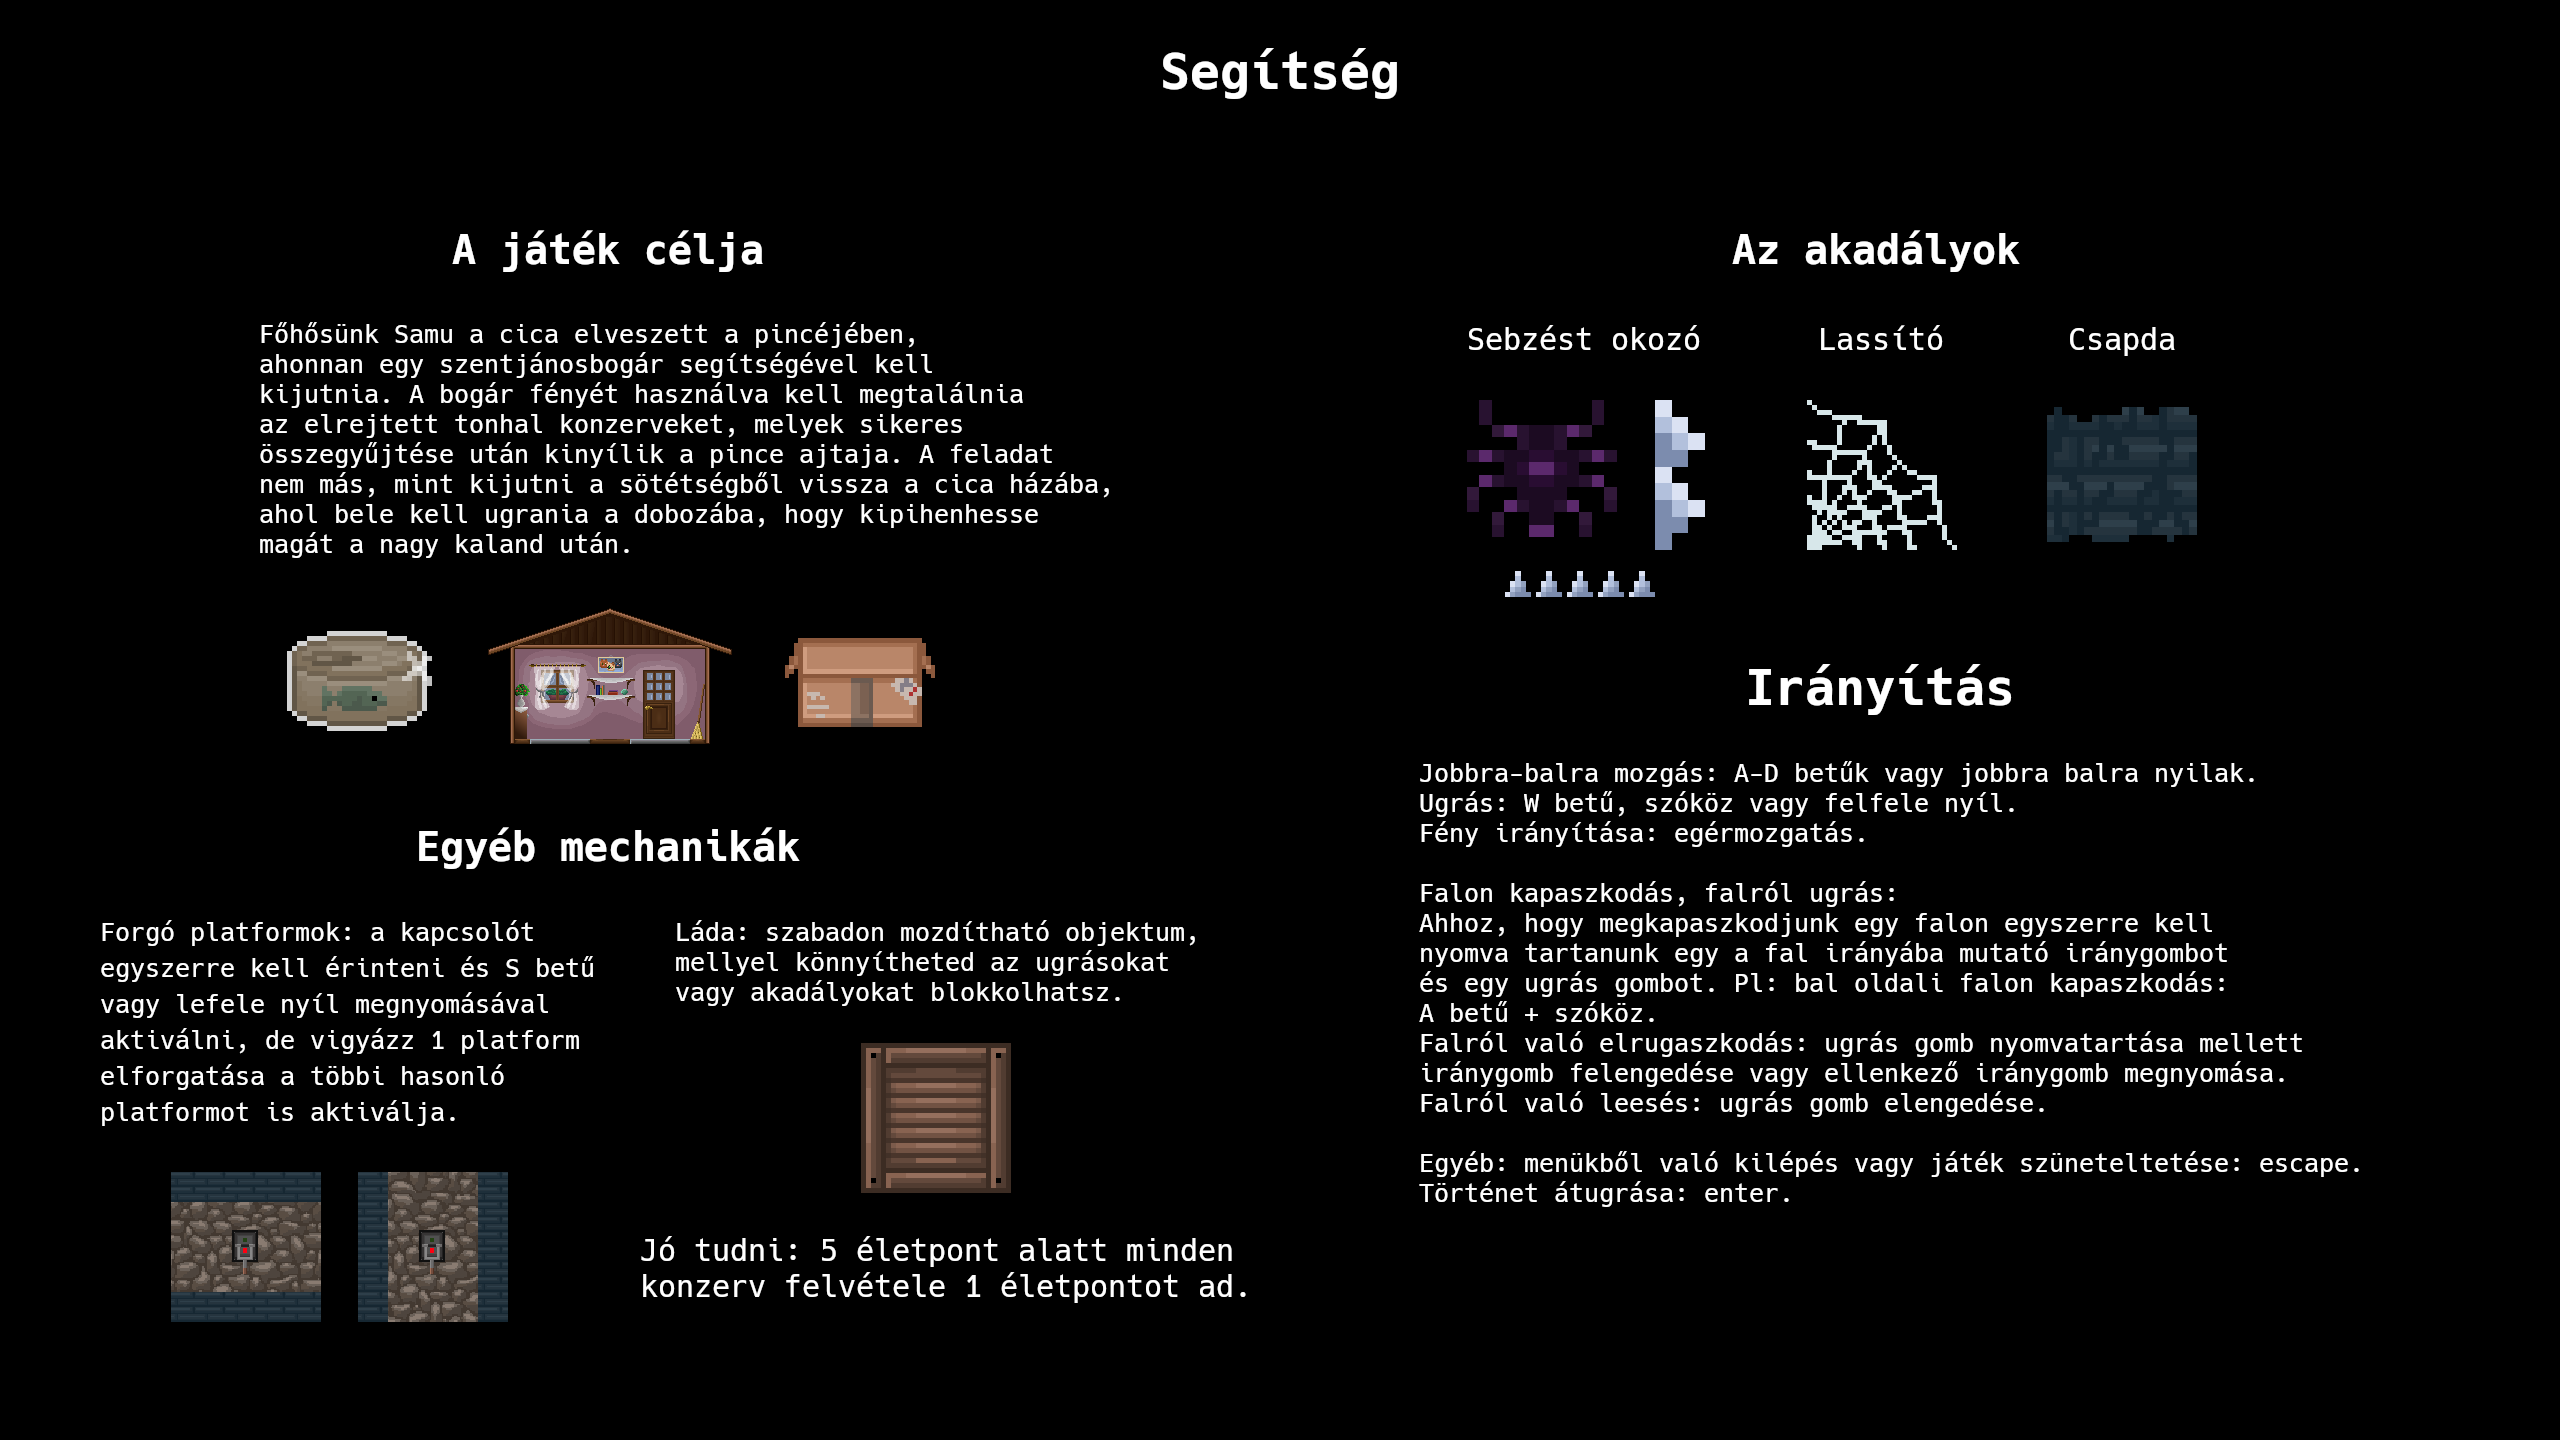 Segítség
A játék célja
Főhősünk Samu a cica elveszett a pincéjében,
ahonnan egy szentjánosbogár segítségével kell
kijutnia. A bogár fényét használva kell megtalálnia
az elrejtett tonhal konzerveket, melyek sikeres
összegyűjtése után kinyílik a pince ajtaja. A feladat
nem más, mint kijutni a sötétségből vissza a cica házába,
ahol bele kell ugrania a dobozába, hogy kipihenhesse
magát a nagy kaland után.
Egyéb mechanikák
Forgó platformok: a kapcsolót
egyszerre kell érinteni és S betű
vagy lefele nyíl megnyomásával
aktiválni, de vigyázz 1 platform
elforgatása a többi hasonló
platformot is aktiválja.
Láda: szabadon mozdítható objektum,
mellyel könnyítheted az ugrásokat
vagy akadályokat blokkolhatsz.
Jó tudni: 5 életpont alatt minden
konzerv felvétele 1 életpontot ad.
Az akadályok
Sebzést okozó
Lassító
Csapda
Irányítás
Jobbra-balra mozgás: A-D betűk vagy jobbra balra nyilak.
Ugrás: W betű, szóköz vagy felfele nyíl.
Fény irányítása: egérmozgatás.
Falon kapaszkodás, falról ugrás:
Ahhoz, hogy megkapaszkodjunk egy falon egyszerre kell
nyomva tartanunk egy a fal irányába mutató iránygombot
és egy ugrás gombot. Pl: bal oldali falon kapaszkodás:
A betű + szóköz.
Falról való elrugaszkodás: ugrás gomb nyomvatartása mellett
iránygomb felengedése vagy ellenkező iránygomb megnyomása.
Falról való leesés: ugrás gomb elengedése.
Egyéb: menükből való kilépés vagy játék szüneteltetése: escape.
Történet átugrása: enter.